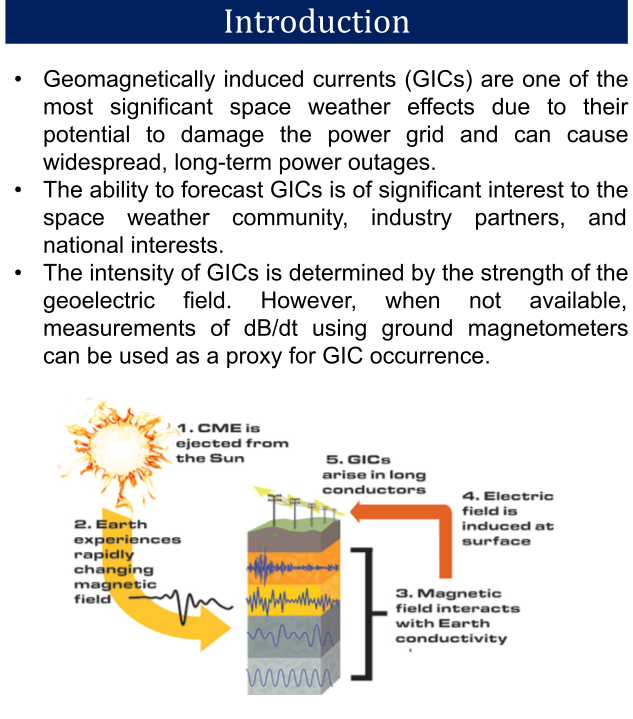 Introduction
• Geomagnetically induced currents (GICs) are one of the
most significant space weather effects due to their
potential to damage the power grid and can cause
widespread, long-term power outages.
• The ability to forecast GICs is of significant interest to the
space weather community, industry partners, and
national interests.
• The intensity of GICs is determined by the strength of the
geoelectric field. However, when not available,
measurements of dB/dt using ground magnetometers
can be used as a proxy for GIC occurrence.
1. CME is
ejected from
the Sun
5. GICs
arise in long
conductors
4. Electric
field is
induced at
surface
2. Earth
experiences
rapidly
changing
magnetic
field
3. Magnetic
field interacts
with Earth
conductivity